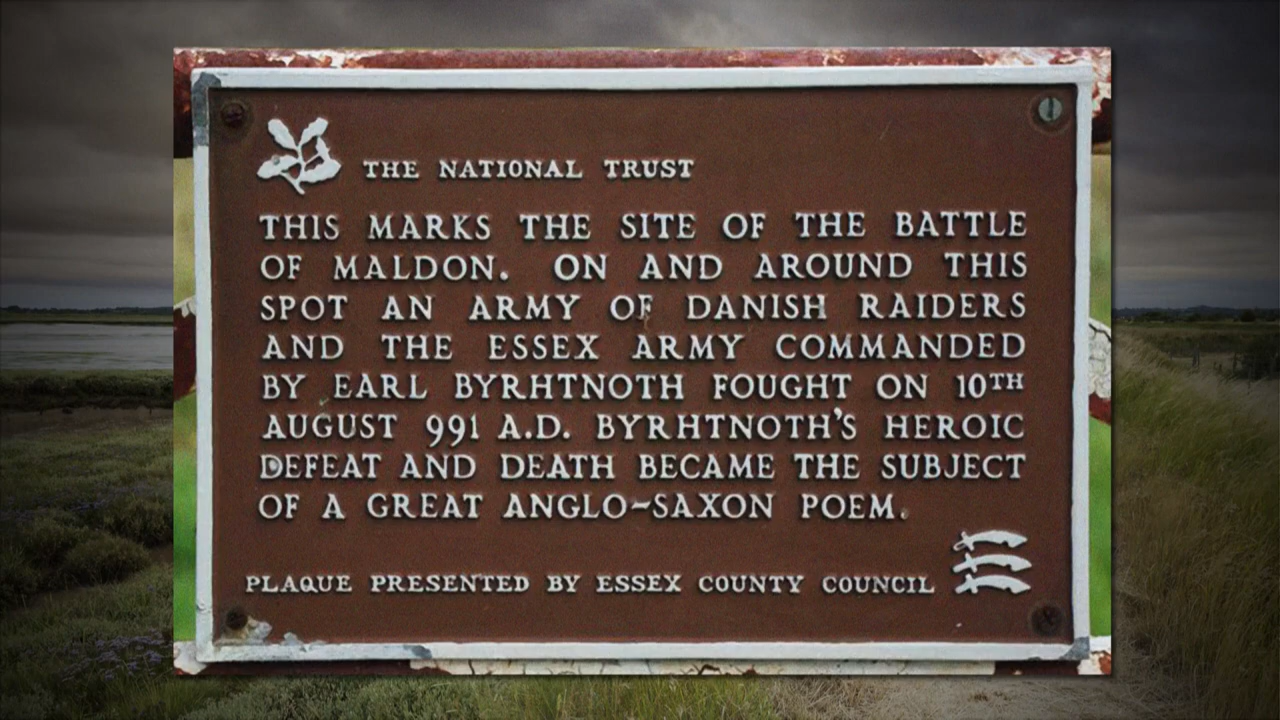 THE NATIONAL TRUST
THIS MARKS THE SITE OF THE BATTLE
OF MALDON. ON AND AROUND THIS
SPOT AN ARMY OF DANISH RAIDERS
AND THE ESSEX ARMY COMMANDED
BY EARL BYRHTNOTH FOUGHT ON 10TH
AUGUST 991 A.D. BYRHTNOTH'S HEROIC
DEFEAT AND DEATH BECAME THE SUBJECT
OF A GREAT ANGLO-SAXON POEM.
PLAQUE PRESENTED BY ESSEX COUNTY COUNCIL